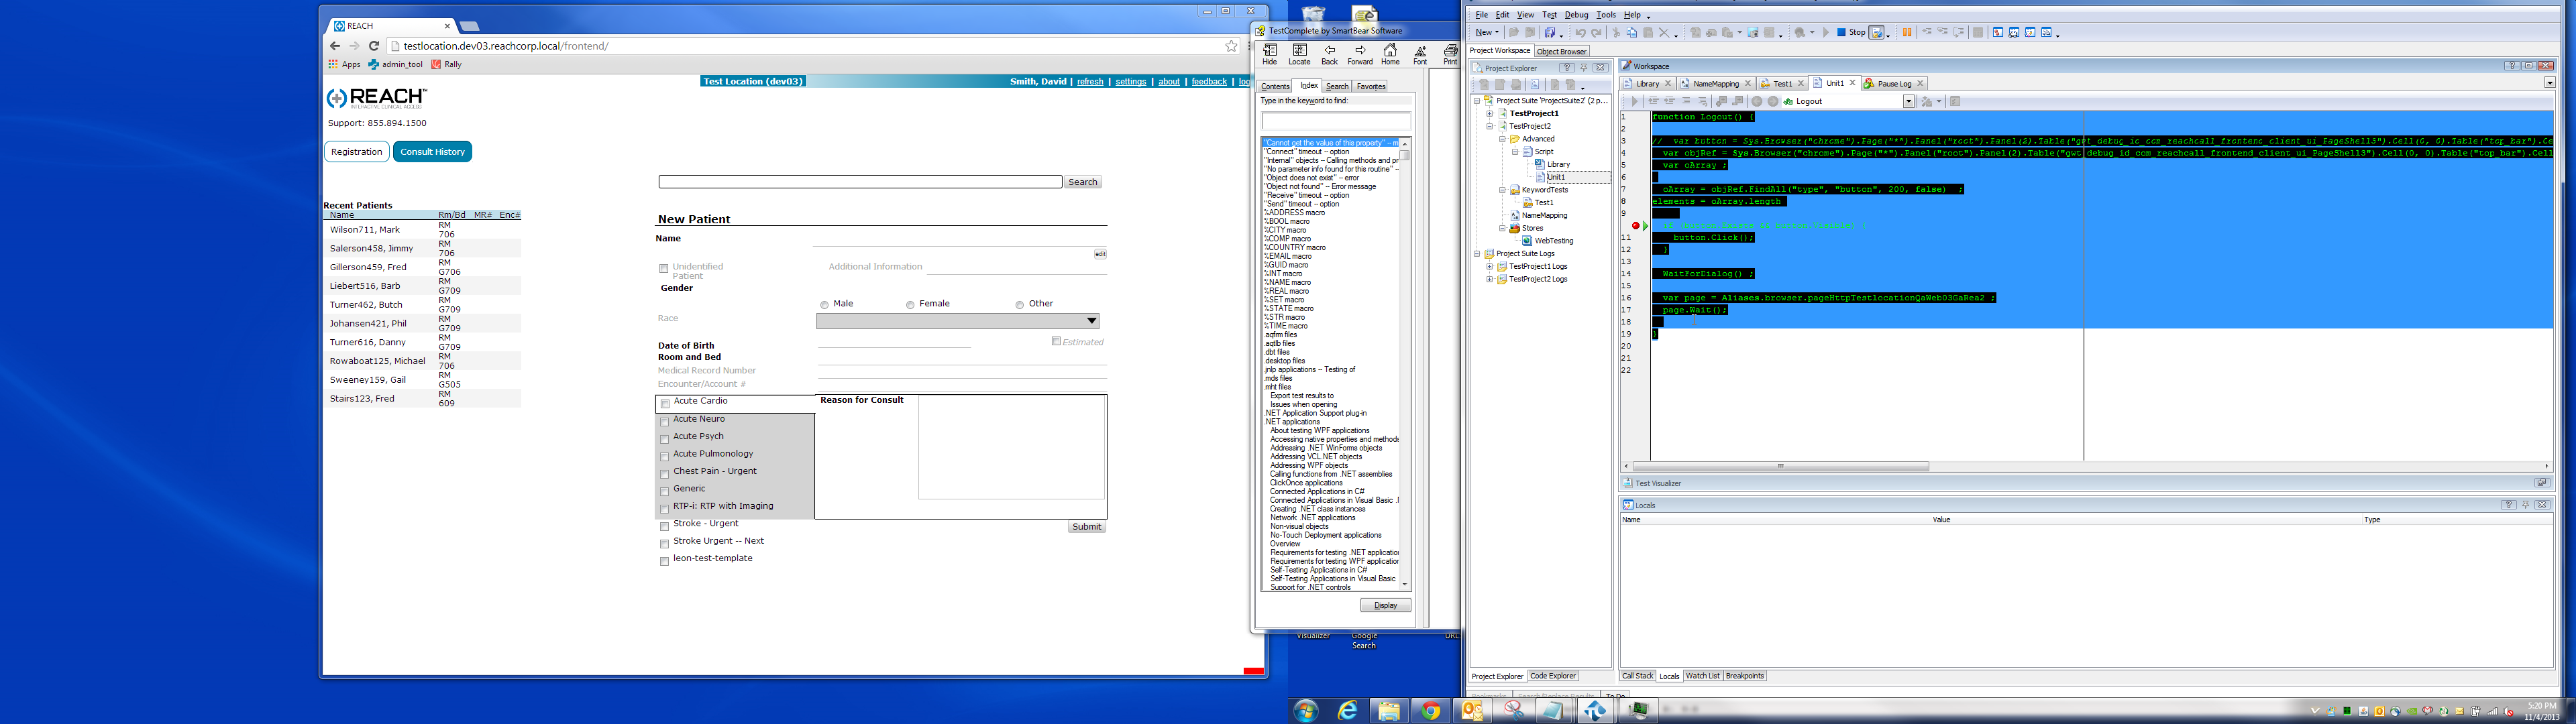 REACH
testlocation.dev03.reachcorp.local/frontend/
Apps admin_tool Rally
Test Location (dev03)
Smith, David | refresh | settings | about | feedback |
REACH™
INTERACTIVE CLINICAL ACCESS
Support: 855.894.1500
Registration Consult History
Search
Recent Patients
Name Rm/Bd MR# Enc#
Wilson711, Mark RM 706
Salerson458, Jimmy RM 706
Gillerson459, Fred RM G706
Liebert516, Barb RM G709
Turner462, Butch RM G709
Johansen421, Phil RM G709
Turner616, Danny RM G709
Rowaboat125, Michael RM 706
Sweeney159, Gail RM G505
Stairs123, Fred RM 609
New Patient
Name
edit
Unidentified Patient
Additional Information
Gender
Male Female Other
Race
Date of Birth
Estimated
Room and Bed
Medical Record Number
Encounter/Account #
Acute Cardio
Acute Neuro
Acute Psych
Acute Pulmonology
Chest Pain - Urgent
Generic
RTP-i: RTP with Imaging
Stroke - Urgent
Stroke Urgent -- Next
leon-test-template
Reason for Consult
Submit
TestComplete by SmartBear Software
Hide Locate Back Forward Home Font Print
Contents Index Search Favorites
Type in the keyword to find:
"Cannot get the value of this property" -- m
"Connect" timeout -- option
"Internal" objects -- Calling methods and pr
"No parameter info found for this routine" --
"Object does not exist" -- error
"Object not found" -- Error message
"Receive" timeout -- option
"Send" timeout -- option
%ADDRESS macro
%BOOL macro
%CITY macro
%COMP macro
%COUNTRY macro
%EMAIL macro
%GUID macro
%INT macro
%NAME macro
%REAL macro
%SET macro
%STATE macro
%STR macro
%TIME macro
.aqfm files
.aqtlb files
.dbt files
.desktop files
.jnlp applications -- Testing of
.mds files
.mht files
Export test results to
Issues when opening
.NET Application Support plug-in
.NET applications
About testing WPF applications
Accessing native properties and methods
Addressing .NET WinForms objects
Addressing VCL.NET objects
Addressing WPF objects
Calling functions from .NET assemblies
ClickOnce applications
Connected Applications in C#
Connected Applications in Visual Basic .
Creating .NET class instances
Network .NET applications
Non-visual objects
No-Touch Deployment applications
Overview
Requirements for testing .NET application
Requirements for testing WPF application
Self-Testing Applications in C#
Self-Testing Applications in Visual Basic
Support for .NET controls
Display
Visualizer
Google Search
URL
File Edit View Test Debug Tools Help
New Stop
Project Workspace Object Browser
Project Explorer
Project Suite 'ProjectSuite2' (2 p...
TestProject1
TestProject2
Advanced
Script
Library
Unit1
KeywordTests
Test1
NameMapping
Stores
WebTesting
Project Suite Logs
TestProject1 Logs
TestProject2 Logs
Project Explorer Code Explorer
Workspace
Library NameMapping Test1 Unit1 Pause Log
Logout
1 function Logout() {
2
3 // var button = Sys.Browser("chrome").Page("*").Panel("root").Panel(2).Table("gwt_debug_id_com_reachcall_frontend_client_ui_PageShell3").Cell(0, 0).Table("top_bar").Ce
4 var objRef = Sys.Browser("chrome").Page("*").Panel("root").Panel(2).Table("gwt_debug_id_com_reachcall_frontend_client_ui_PageShell3").Cell(0, 0).Table("top_bar").Cell
5 var oArray ;
6
7 oArray = objRef.FindAll("type", "button", 200, false) ;
8 elements = oArray.length
9
if (button.Exists && button.Visible) {
11 button.Click();
12 }
14 WaitForDialog() ;
16 var page = Aliases.browser.pageHttpTestlocationQaWeb03GaRea2 ;
17 page.Wait();
18
19 }
20
21
22
Test Visualizer
Locals
Name Value Type
Call Stack Locals Watch List Breakpoints
Bookmarks Search/Replace Results To Do
5:20 PM
11/4/2013